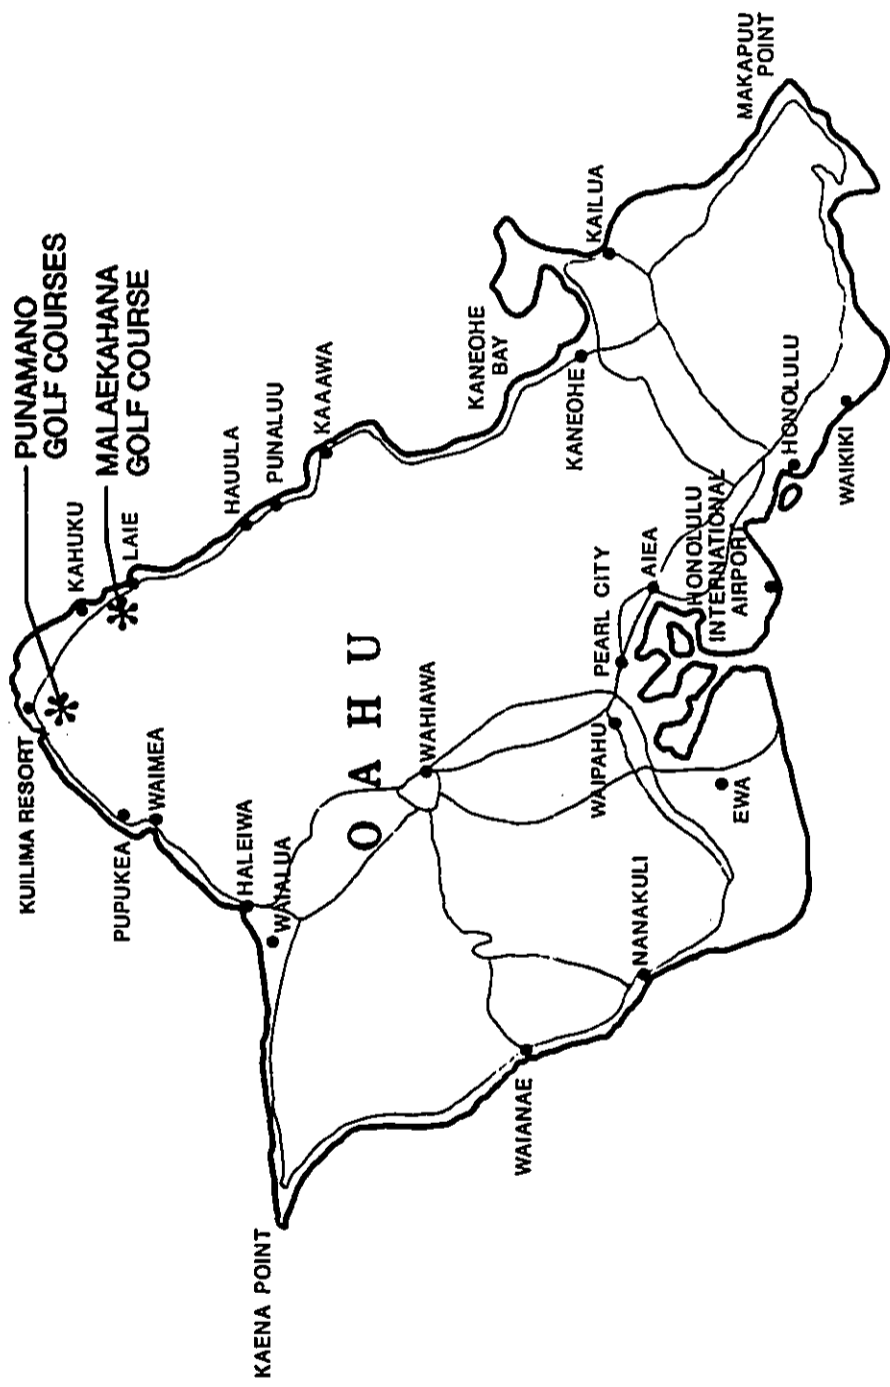 PUNAMANO
GOLF COURSES
MALAEKAHANA
GOLF COURSE
KUILIMA RESORT
KAHUKU
LAIE
PUPUKEA
WAIMEA
HAUULA
PUNALUU
KAAAWA
HALEIWA
WAIALUA
KAENA POINT
OAHU
WAHIAWA
KANEOHE
BAY
KANEOHE
KAILUA
WAIANAE
NANAKULI
WAIPAHU
PEARL CITY
AIEA
EWA
HONOLULU
INTERNATIONAL
AIRPORT
HONOLULU
WAIKIKI
MAKAPUU
POINT